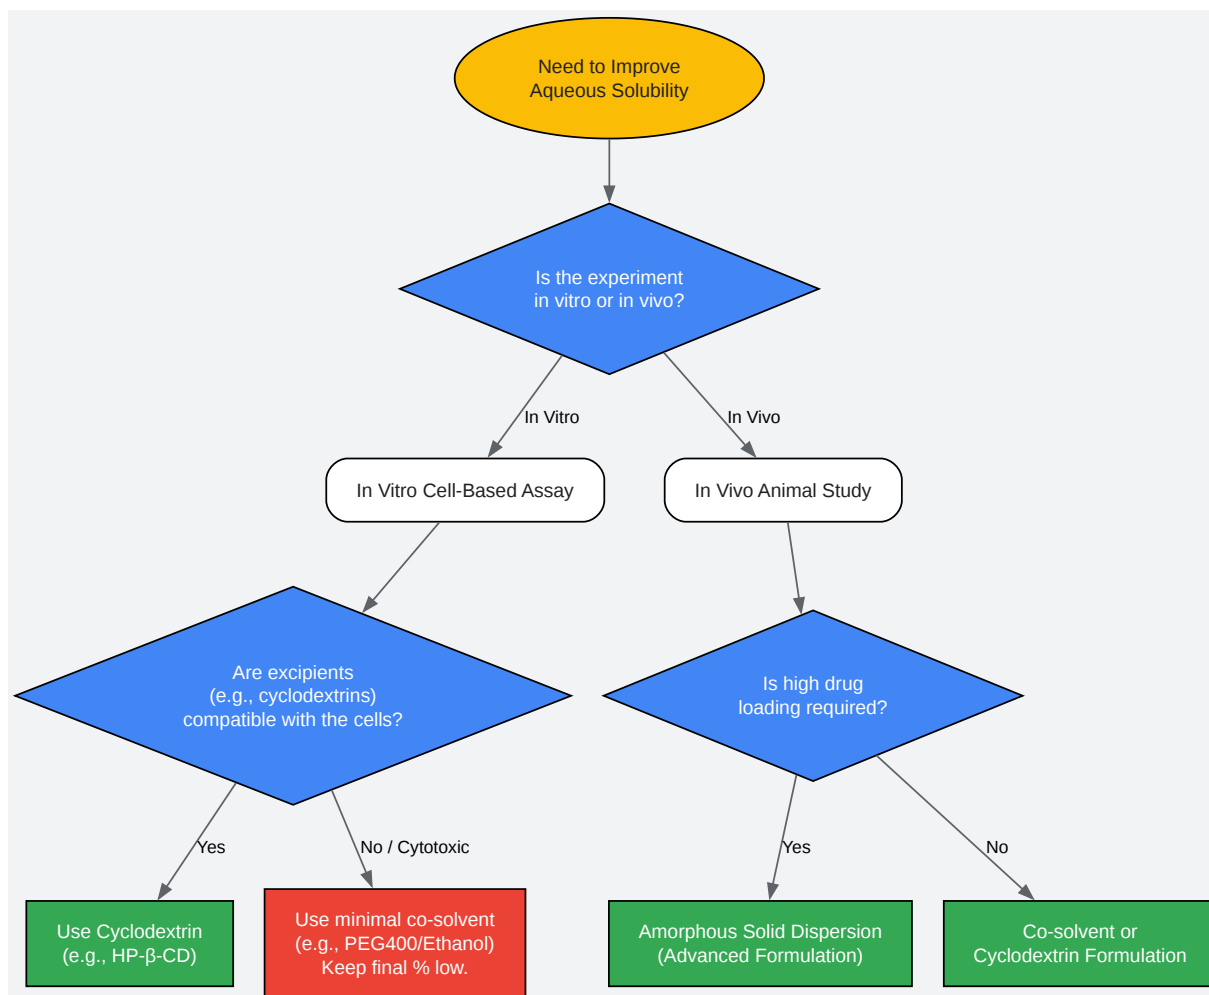 Need to Improve
Aqueous Solubility
Is the experiment
in vitro or in vivo?
In Vitro
In Vivo
In Vitro Cell-Based Assay
In Vivo Animal Study
Are excipients
(e.g., cyclodextrins)
compatible with the cells?
Is high drug
loading required?
Yes
No / Cytotoxic
Yes
No
Use Cyclodextrin
(e.g., HP-β-CD)
Use minimal co-solvent
(e.g., PEG400/Ethanol)
Keep final % low.
Amorphous Solid Dispersion
(Advanced Formulation)
Co-solvent or
Cyclodextrin Formulation